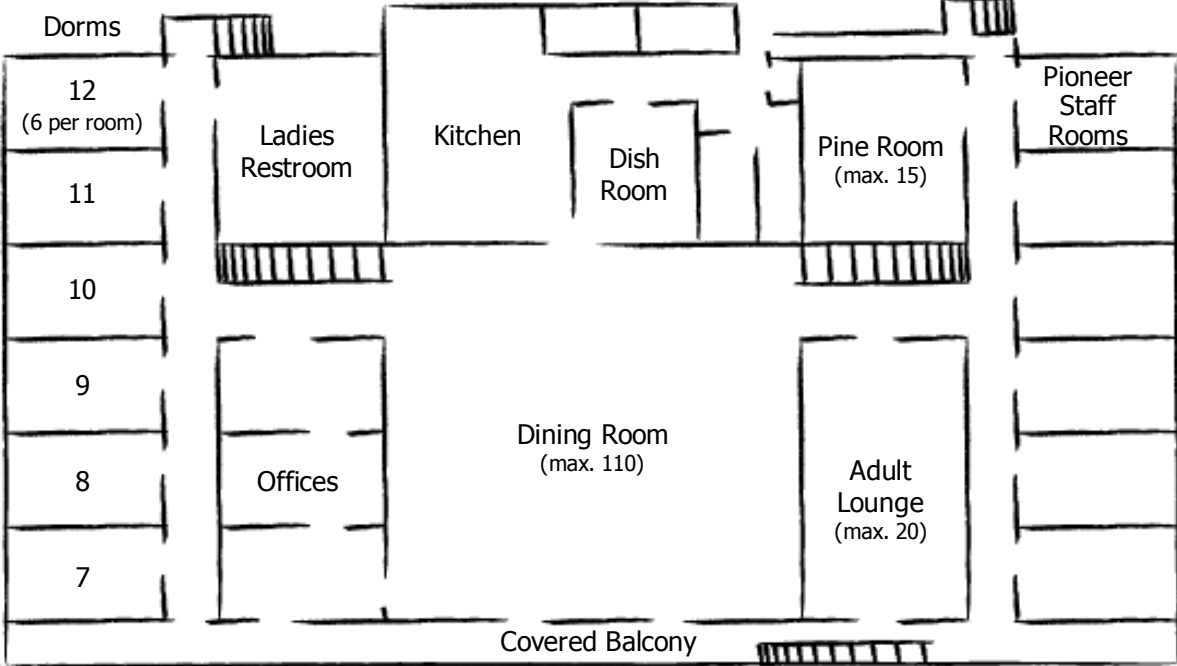 Dorms
12
(6 per room)
11
10
9
8
7
Ladies
Restroom
Kitchen
Dish
Room
Pine Room
(max. 15)
Pioneer
Staff
Rooms
Offices
Dining Room
(max. 110)
Adult
Lounge
(max. 20)
Covered Balcony